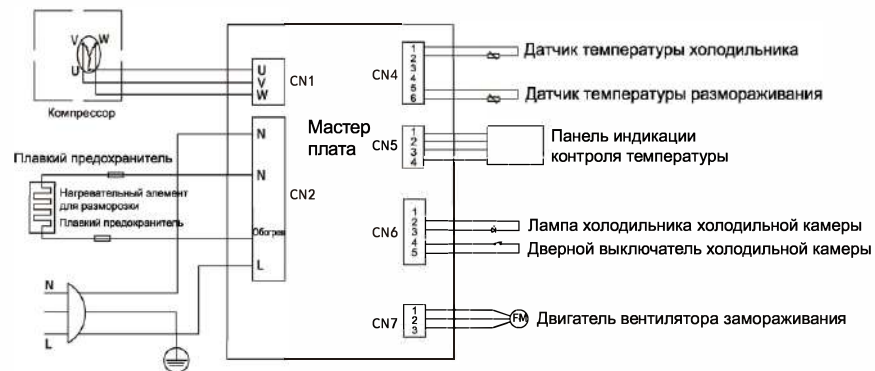 V W
U
Компрессор
U
V
W
CN1
Мастер
плата
Плавкий предохранитель
Нагревательный элемент
для разморозки
Плавкий предокранитель
N
N
Обогрев
L
CN2
N
L
CN4
1
2
3
4
5
6
Датчик температуры холодильника
Датчик температуры размораживания
CN5
1
2
3
4
Панель индикации
контроля температуры
CN6
1
2
3
4
5
Лампа холодильника холодильной камеры
Дверной выключатель холодильной камеры
CN7
1
2
3
FM
Двигатель вентилятора замораживания